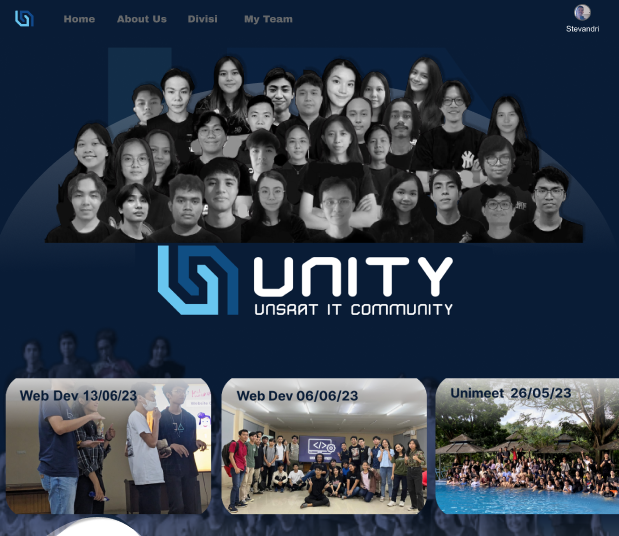 Home About Us Divisi My Team
Stevandri
UNITY
UNSRAT IT COMMUNITY
Web Dev 13/06/23
Web Dev 06/06/23
Unimeet 26/05/23